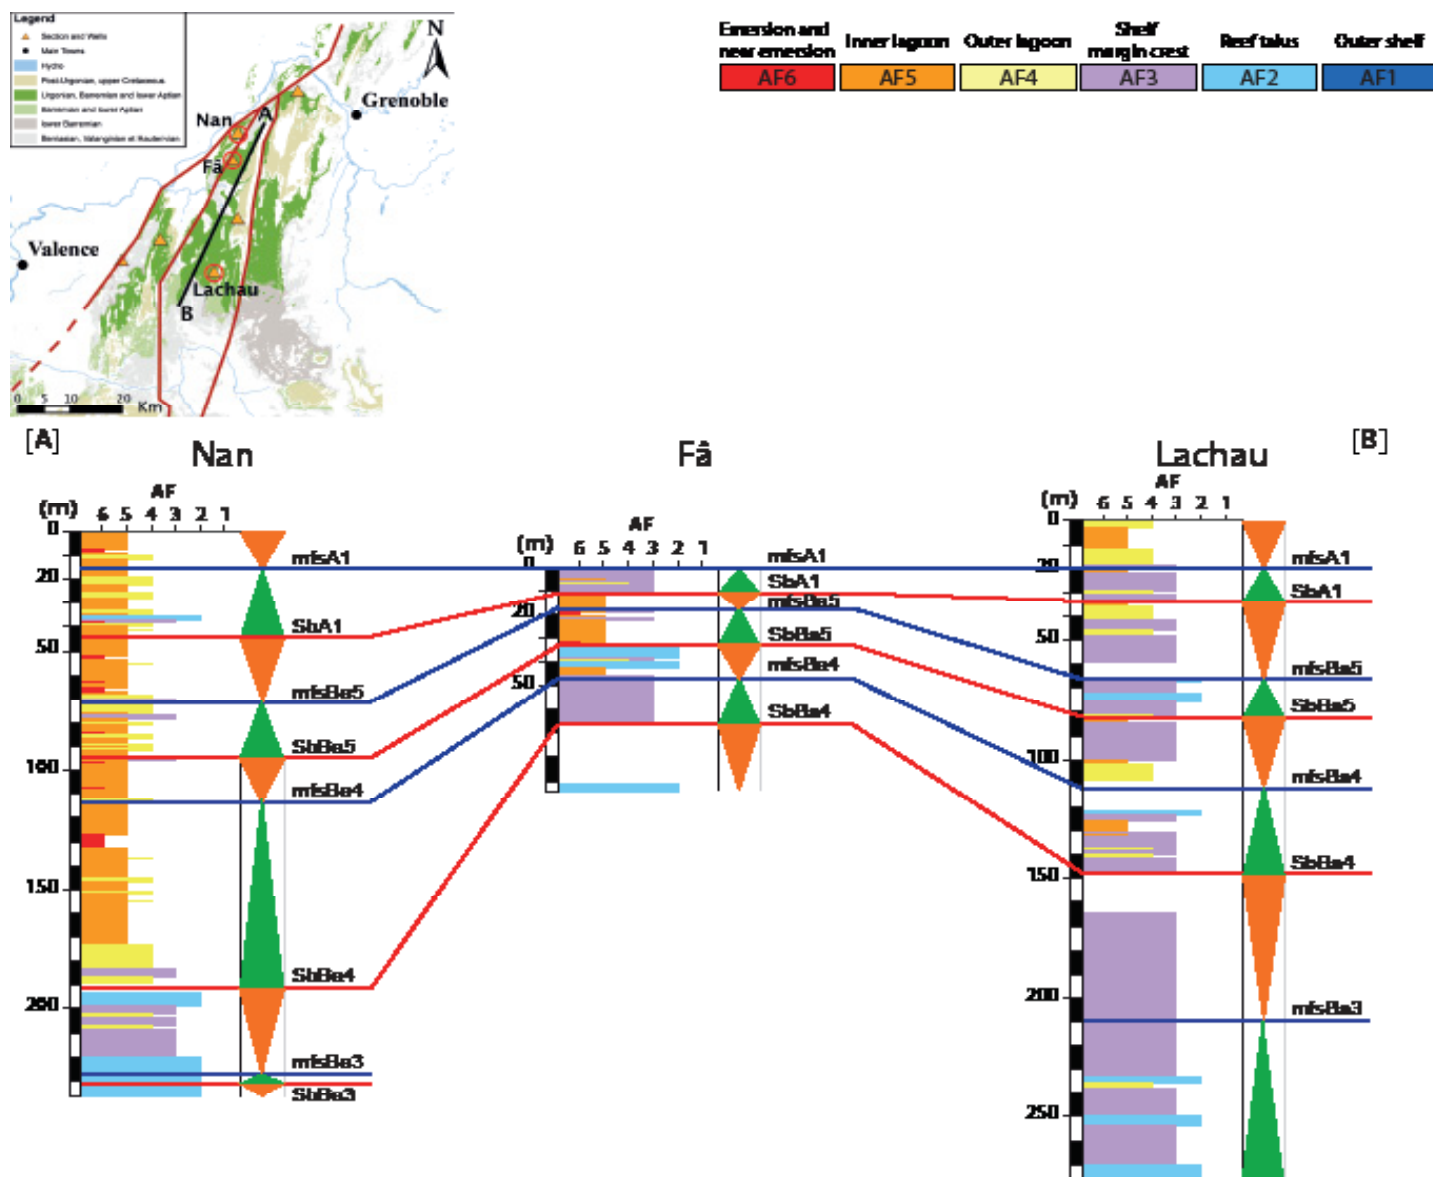 Legend
Section and Wells
Main Towns
Hydro
Post-Urgonian, upper Cretaceous
Urgonian, Barremian and lower Aptian
Barremian and lower Aptian
lower Barremian
Berriasian, Valanginian et Hauterivian
N
Grenoble
Nan
A
Fâ
Valence
Lachau
B
0 5 10 20
Km
Emersion and
near emersion
Inner lagoon
Outer lagoon
Shelf
margin crest
Reef talus
Outer shelf
AF6 AF5 AF4 AF3 AF2 AF1
[A]
Nan
Fâ
Lachau
[B]
AF
(m) 6 5 4 3 2 1
0
20
50
100
150
200
mfsA1
SbA1
mfsBa5
SbBa5
mfsBa4
SbBa4
mfsBa3
SbBa3
AF
(m) 6 5 4 3 2 1
0
20
50
mfsA1
SbA1
mfsBa5
SbBa5
mfsBa4
SbBa4
AF
(m) 6 5 4 3 2 1
0
20
50
100
150
200
250
mfsA1
SbA1
mfsBa5
SbBa5
mfsBa4
SbBa4
mfsBa3